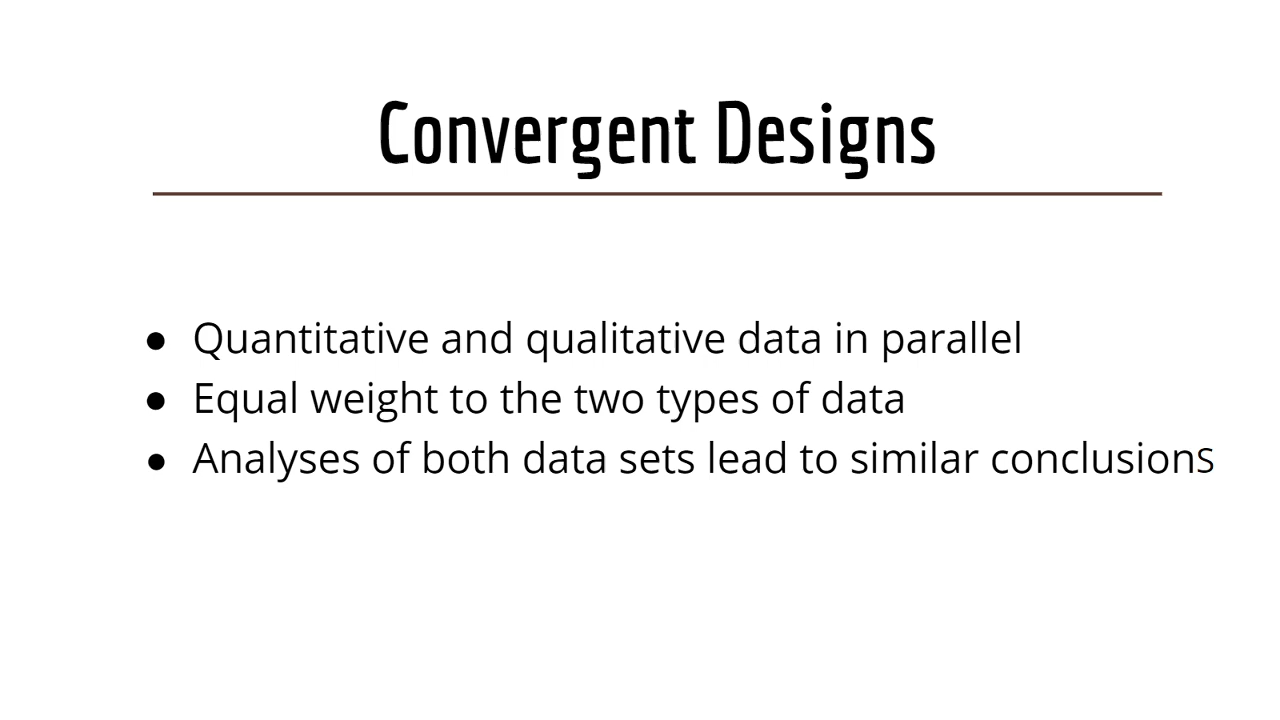 Convergent Designs
● Quantitative and qualitative data in parallel
● Equal weight to the two types of data
● Analyses of both data sets lead to similar conclusions